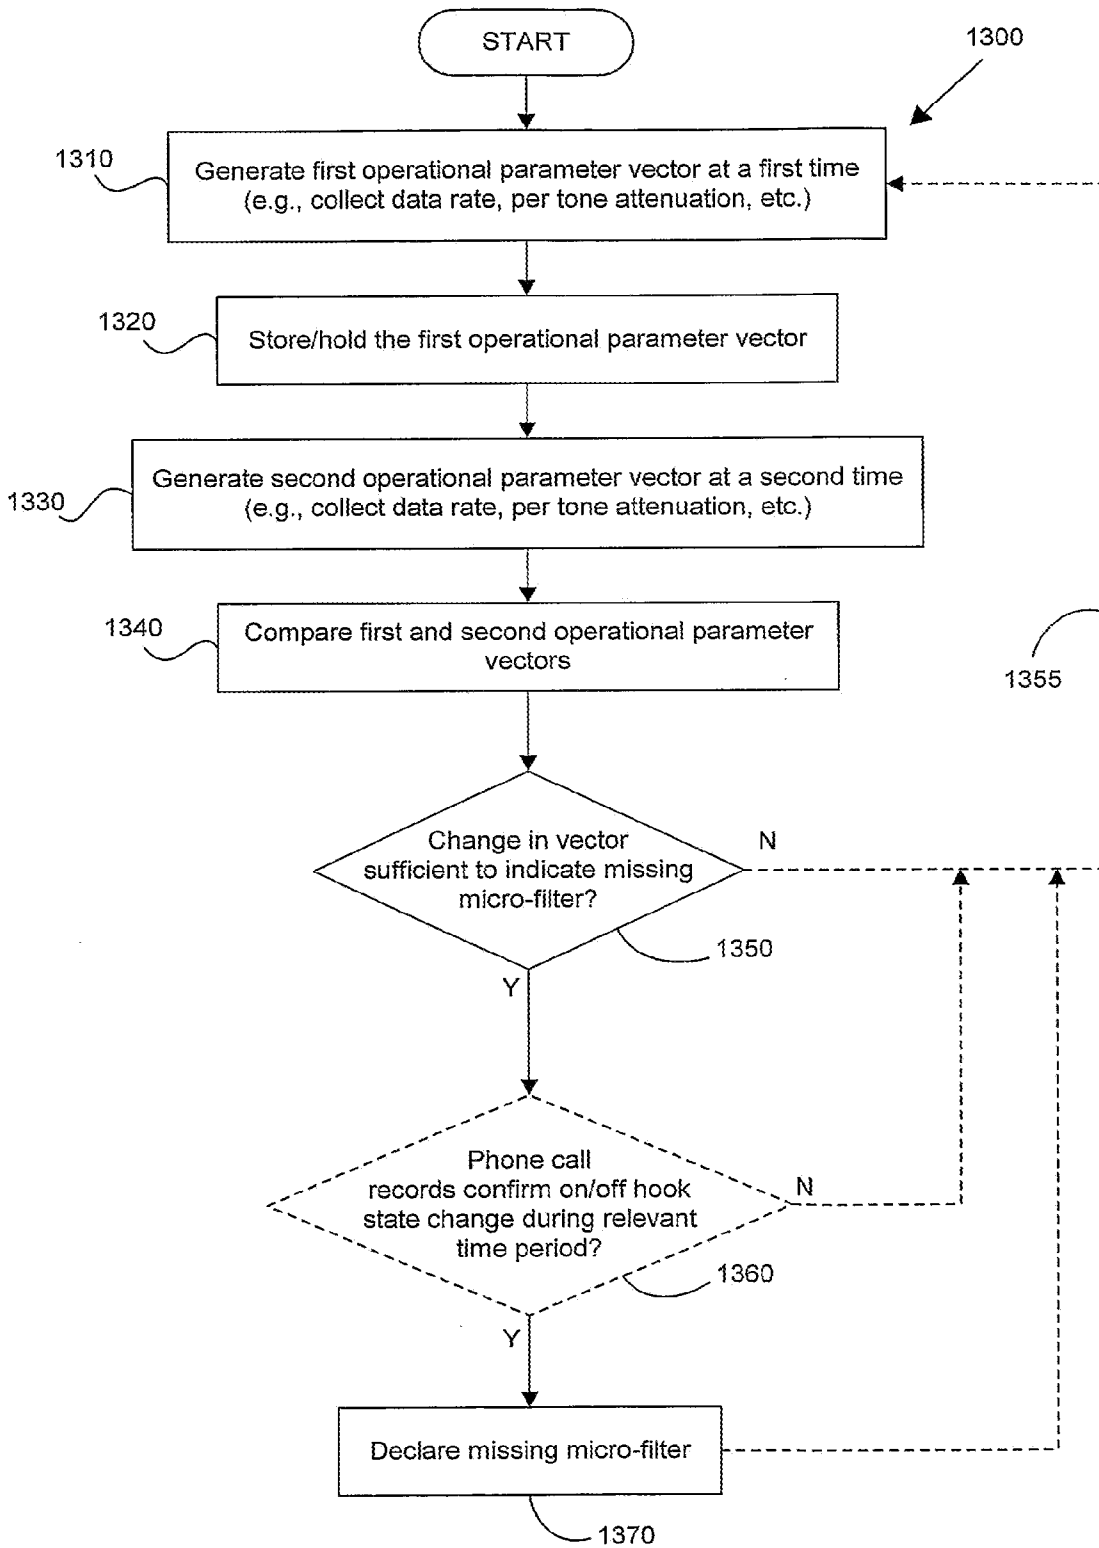 START
1300
1310
Generate first operational parameter vector at a first time
(e.g., collect data rate, per tone attenuation, etc.)
1320
Store/hold the first operational parameter vector
1330
Generate second operational parameter vector at a second time
(e.g., collect data rate, per tone attenuation, etc.)
1340
Compare first and second operational parameter
vectors
1355
Change in vector
sufficient to indicate missing
micro-filter?
N
1350
Y
Phone call
records confirm on/off hook
state change during relevant
time period?
N
1360
Y
Declare missing micro-filter
1370